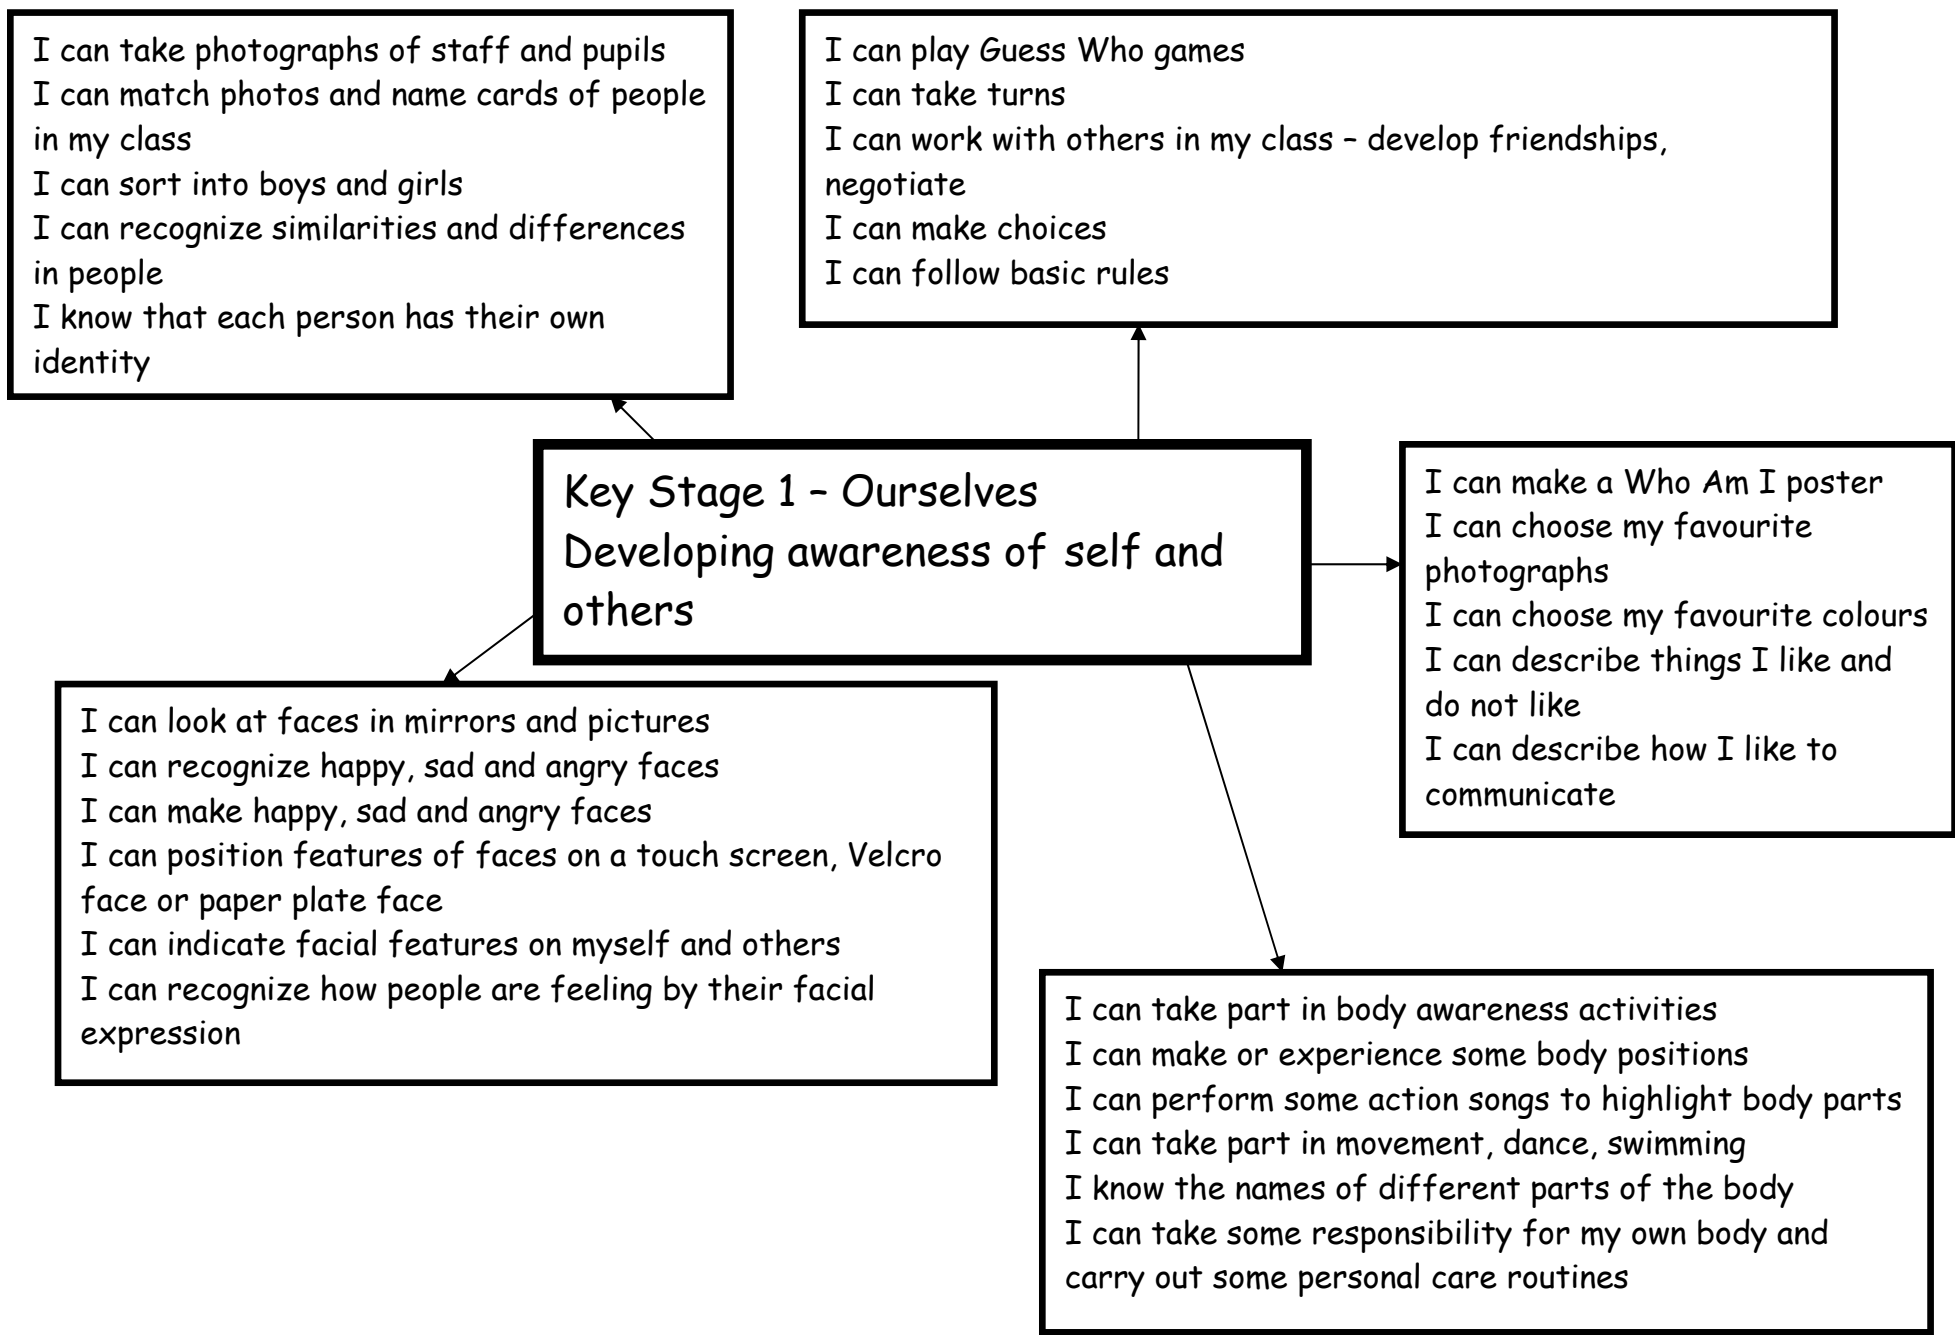 I can take photographs of staff and pupils
I can match photos and name cards of people
in my class
I can sort into boys and girls
I can recognize similarities and differences
in people
I know that each person has their own
identity
I can play Guess Who games
I can take turns
I can work with others in my class – develop friendships,
negotiate
I can make choices
I can follow basic rules
Key Stage 1 – Ourselves
Developing awareness of self and
others
I can make a Who Am I poster
I can choose my favourite
photographs
I can choose my favourite colours
I can describe things I like and
do not like
I can describe how I like to
communicate
I can look at faces in mirrors and pictures
I can recognize happy, sad and angry faces
I can make happy, sad and angry faces
I can position features of faces on a touch screen, Velcro
face or paper plate face
I can indicate facial features on myself and others
I can recognize how people are feeling by their facial
expression
I can take part in body awareness activities
I can make or experience some body positions
I can perform some action songs to highlight body parts
I can take part in movement, dance, swimming
I know the names of different parts of the body
I can take some responsibility for my own body and
carry out some personal care routines